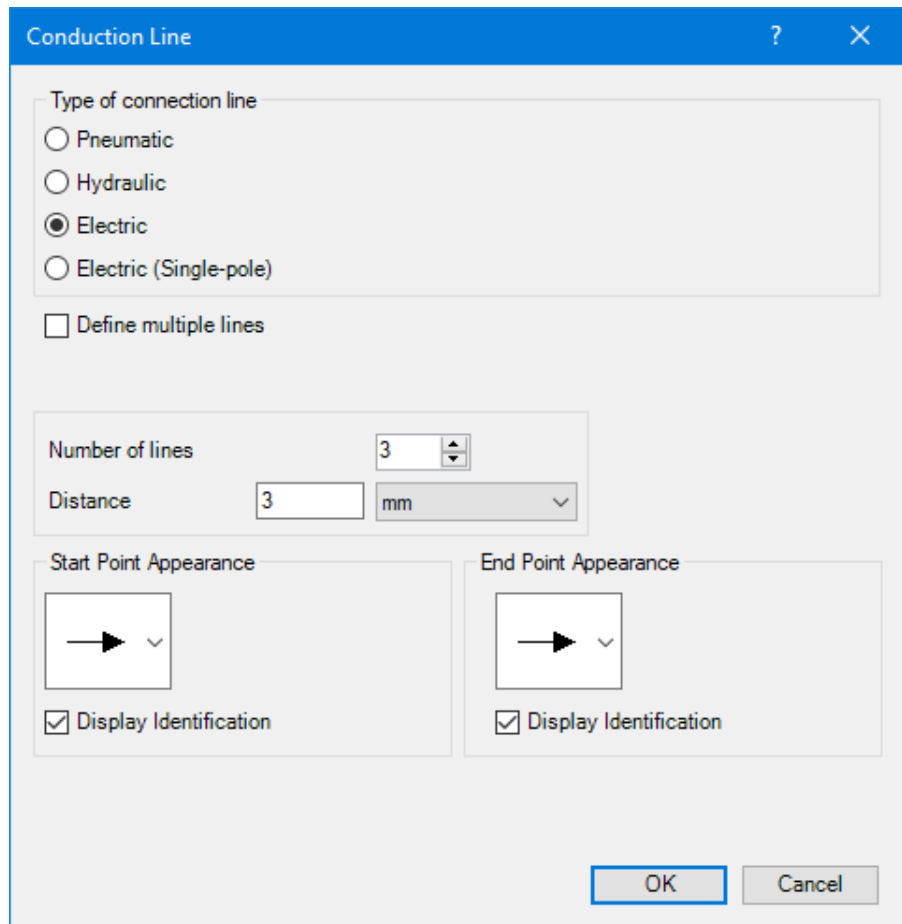 Conduction Line ?
Type of connection line
Pneumatic
Hydraulic
Electric
Electric (Single-pole)
Define multiple lines
Number of lines 3
Distance 3 mm
Start Point Appearance End Point Appearance
Display Identification Display Identification
OK Cancel